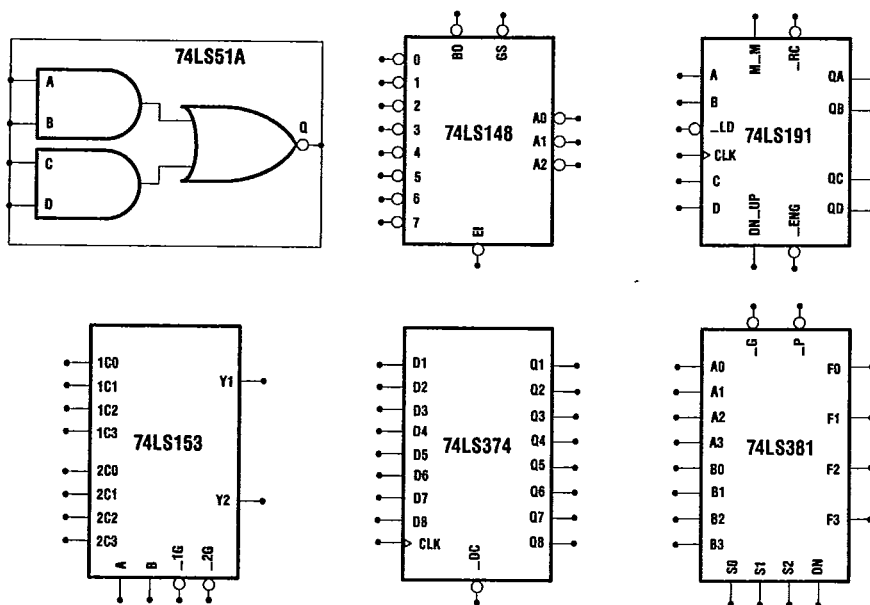 74LS51A
A
B
C
D
Q
BO GS
0
1
2
3
4
5
6
7
74LS148
A0
A1
A2
EI
M_M _RC
A
B
_LD
CLK
C
D
74LS191
QA
QB
QC
QD
DN_UP _ENG
1C0
1C1
1C2
1C3
2C0
2C1
2C2
2C3
74LS153
Y1
Y2
A B _1G _2G
D1
D2
D3
D4
D5
D6
D7
D8
CLK
74LS374
Q1
Q2
Q3
Q4
Q5
Q6
Q7
Q8
_OC
_G _P
A0
A1
A2
A3
B0
B1
B2
B3
74LS381
F0
F1
F2
F3
S0 S1 S2 ON